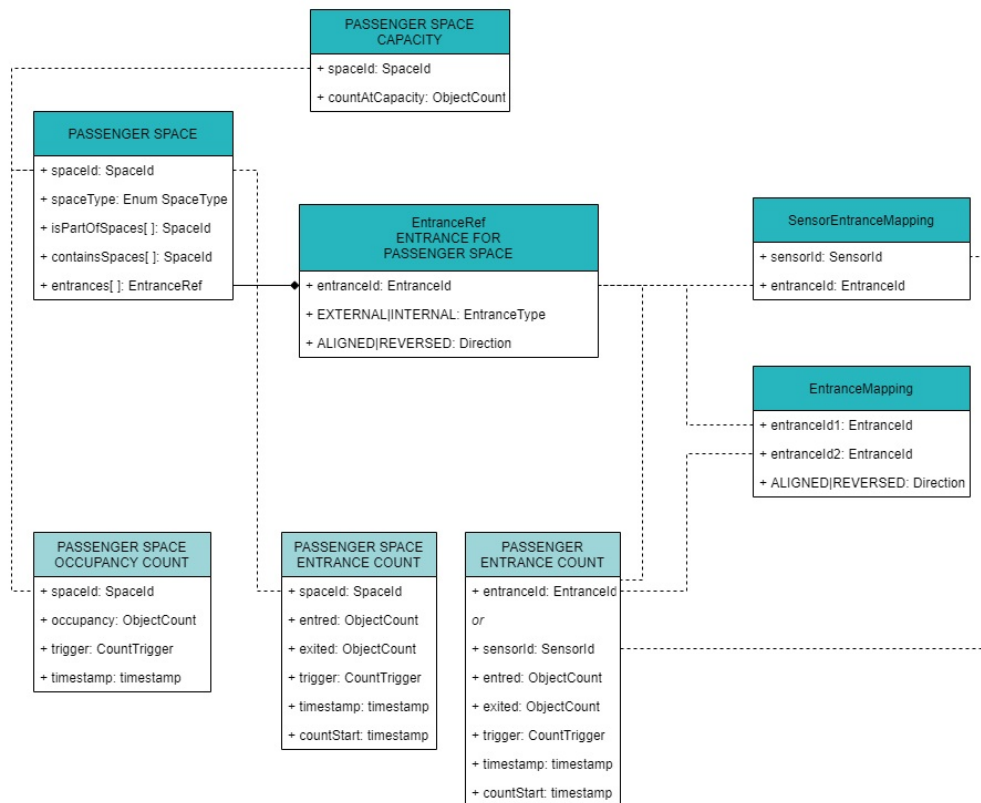 PASSENGER SPACE
CAPACITY
+ spaceId: SpaceId
+ countAtCapacity: ObjectCount
PASSENGER SPACE
+ spaceId: SpaceId
+ spaceType: Enum SpaceType
+ isPartOfSpaces[ ]: SpaceId
+ containsSpaces[ ]: SpaceId
+ entrances[ ]: EntranceRef
EntranceRef
ENTRANCE FOR
PASSENGER SPACE
+ entranceId: EntranceId
+ EXTERNAL|INTERNAL: EntranceType
+ ALIGNED|REVERSED: Direction
SensorEntranceMapping
+ sensorId: SensorId
+ entranceId: EntranceId
EntranceMapping
+ entranceId1: EntranceId
+ entranceId2: EntranceId
+ ALIGNED|REVERSED: Direction
PASSENGER SPACE
OCCUPANCY COUNT
+ spaceId: SpaceId
+ occupancy: ObjectCount
+ trigger: CountTrigger
+ timestamp: timestamp
PASSENGER SPACE
ENTRANCE COUNT
+ spaceId: SpaceId
+ entred: ObjectCount
+ exited: ObjectCount
+ trigger: CountTrigger
+ timestamp: timestamp
+ countStart: timestamp
PASSENGER
ENTRANCE COUNT
+ entranceId: EntranceId
or
+ sensorId: SensorId
+ entred: ObjectCount
+ exited: ObjectCount
+ trigger: CountTrigger
+ timestamp: timestamp
+ countStart: timestamp